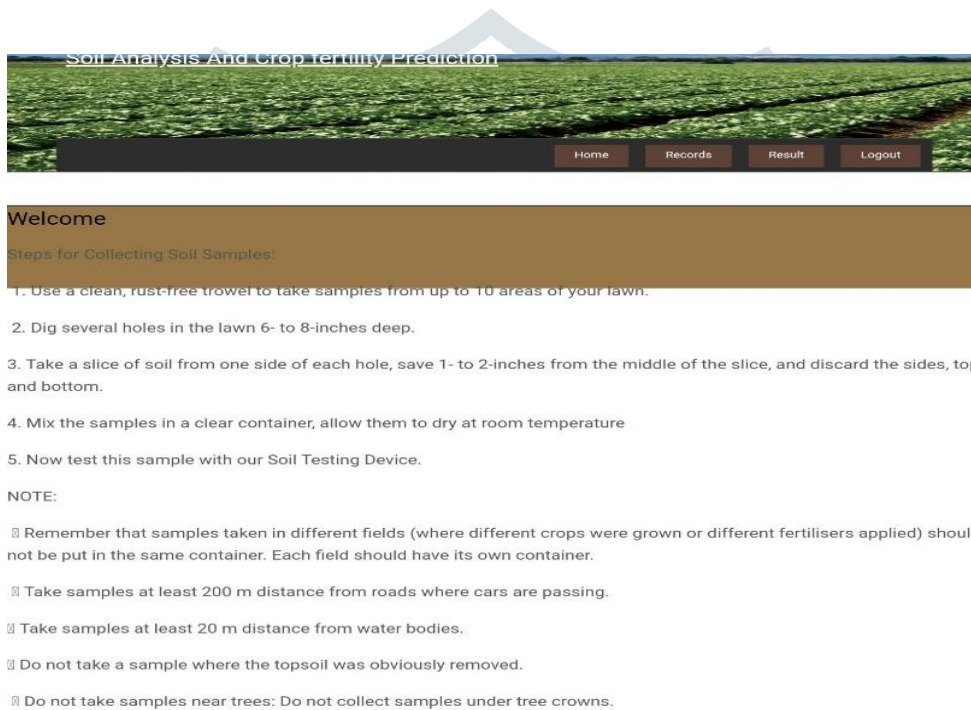 Soil Analysis And Crop fertility Prediction
Home Records Result Logout
Welcome
Steps for Collecting Soil Samples:
1. Use a clean, rust-free trowel to take samples from up to 10 areas of your lawn.
2. Dig several holes in the lawn 6- to 8-inches deep.
3. Take a slice of soil from one side of each hole, save 1- to 2-inches from the middle of the slice, and discard the sides, top
and bottom.
4. Mix the samples in a clear container, allow them to dry at room temperature
5. Now test this sample with our Soil Testing Device.
NOTE:
Remember that samples taken in different fields (where different crops were grown or different fertilisers applied) shoul
not be put in the same container. Each field should have its own container.
Take samples at least 200 m distance from roads where cars are passing.
Take samples at least 20 m distance from water bodies.
Do not take a sample where the topsoil was obviously removed.
Do not take samples near trees: Do not collect samples under tree crowns.